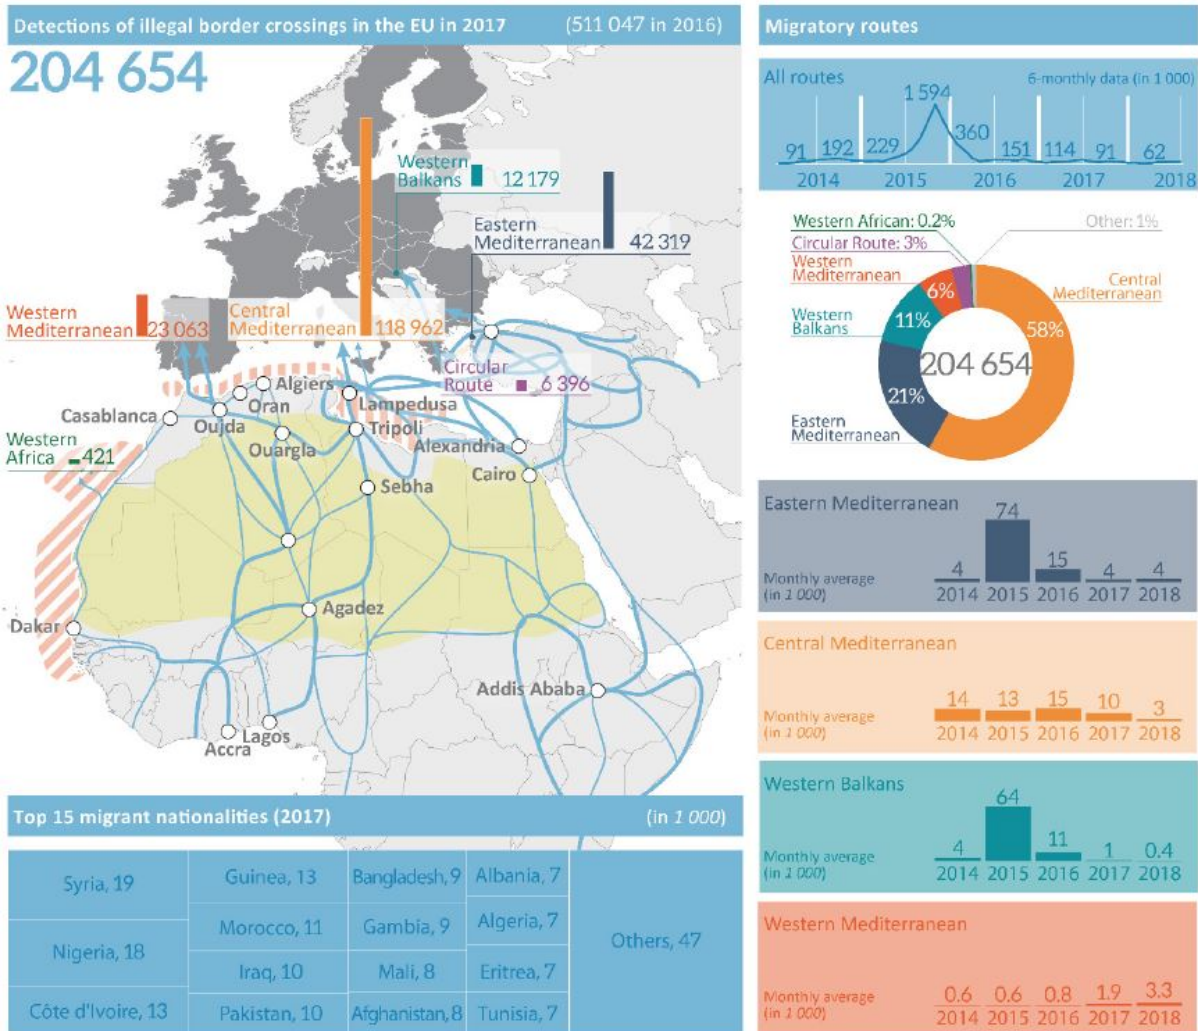 Detections of illegal border crossings in the EU in 2017 (511 047 in 2016)
204 654
Western
Balkans 12 179
Eastern
Mediterranean 42 319
Western
Mediterranean 23 063
Central
Mediterranean 118 962
Circular
Route 6 396
Algiers
Oran
Lampedusa
Casablanca
Oujda
Tripoli
Ouargla
Alexandria
Western
Africa 421
Cairo
Sebha
Agadez
Dakar
Addis Ababa
Lagos
Accra
Top 15 migrant nationalities (2017) (in 1 000)
Syria, 19
Nigeria, 18
Côte d'Ivoire, 13
Guinea, 13
Morocco, 11
Iraq, 10
Pakistan, 10
Bangladesh, 9
Gambia, 9
Mali, 8
Afghanistan, 8
Albania, 7
Algeria, 7
Eritrea, 7
Tunisia, 7
Others, 47
Migratory routes
All routes 6-monthly data (in 1 000)
91 192 229 1 594 360 151 114 91 62
2014 2015 2016 2017 2018
Western African: 0.2%
Other: 1%
Circular Route: 3%
Western
Mediterranean
6%
Central
Mediterranean
58%
Western
Balkans
11%
204 654
21%
Eastern
Mediterranean
Eastern Mediterranean
4 74 15 4 4
Monthly average
(in 1 000)
2014 2015 2016 2017 2018
Central Mediterranean
14 13 15 10 3
Monthly average
(in 1 000)
2014 2015 2016 2017 2018
Western Balkans
4 64 11 1 0.4
Monthly average
(in 1 000)
2014 2015 2016 2017 2018
Western Mediterranean
0.6 0.6 0.8 1.9 3.3
Monthly average
(in 1 000)
2014 2015 2016 2017 2018